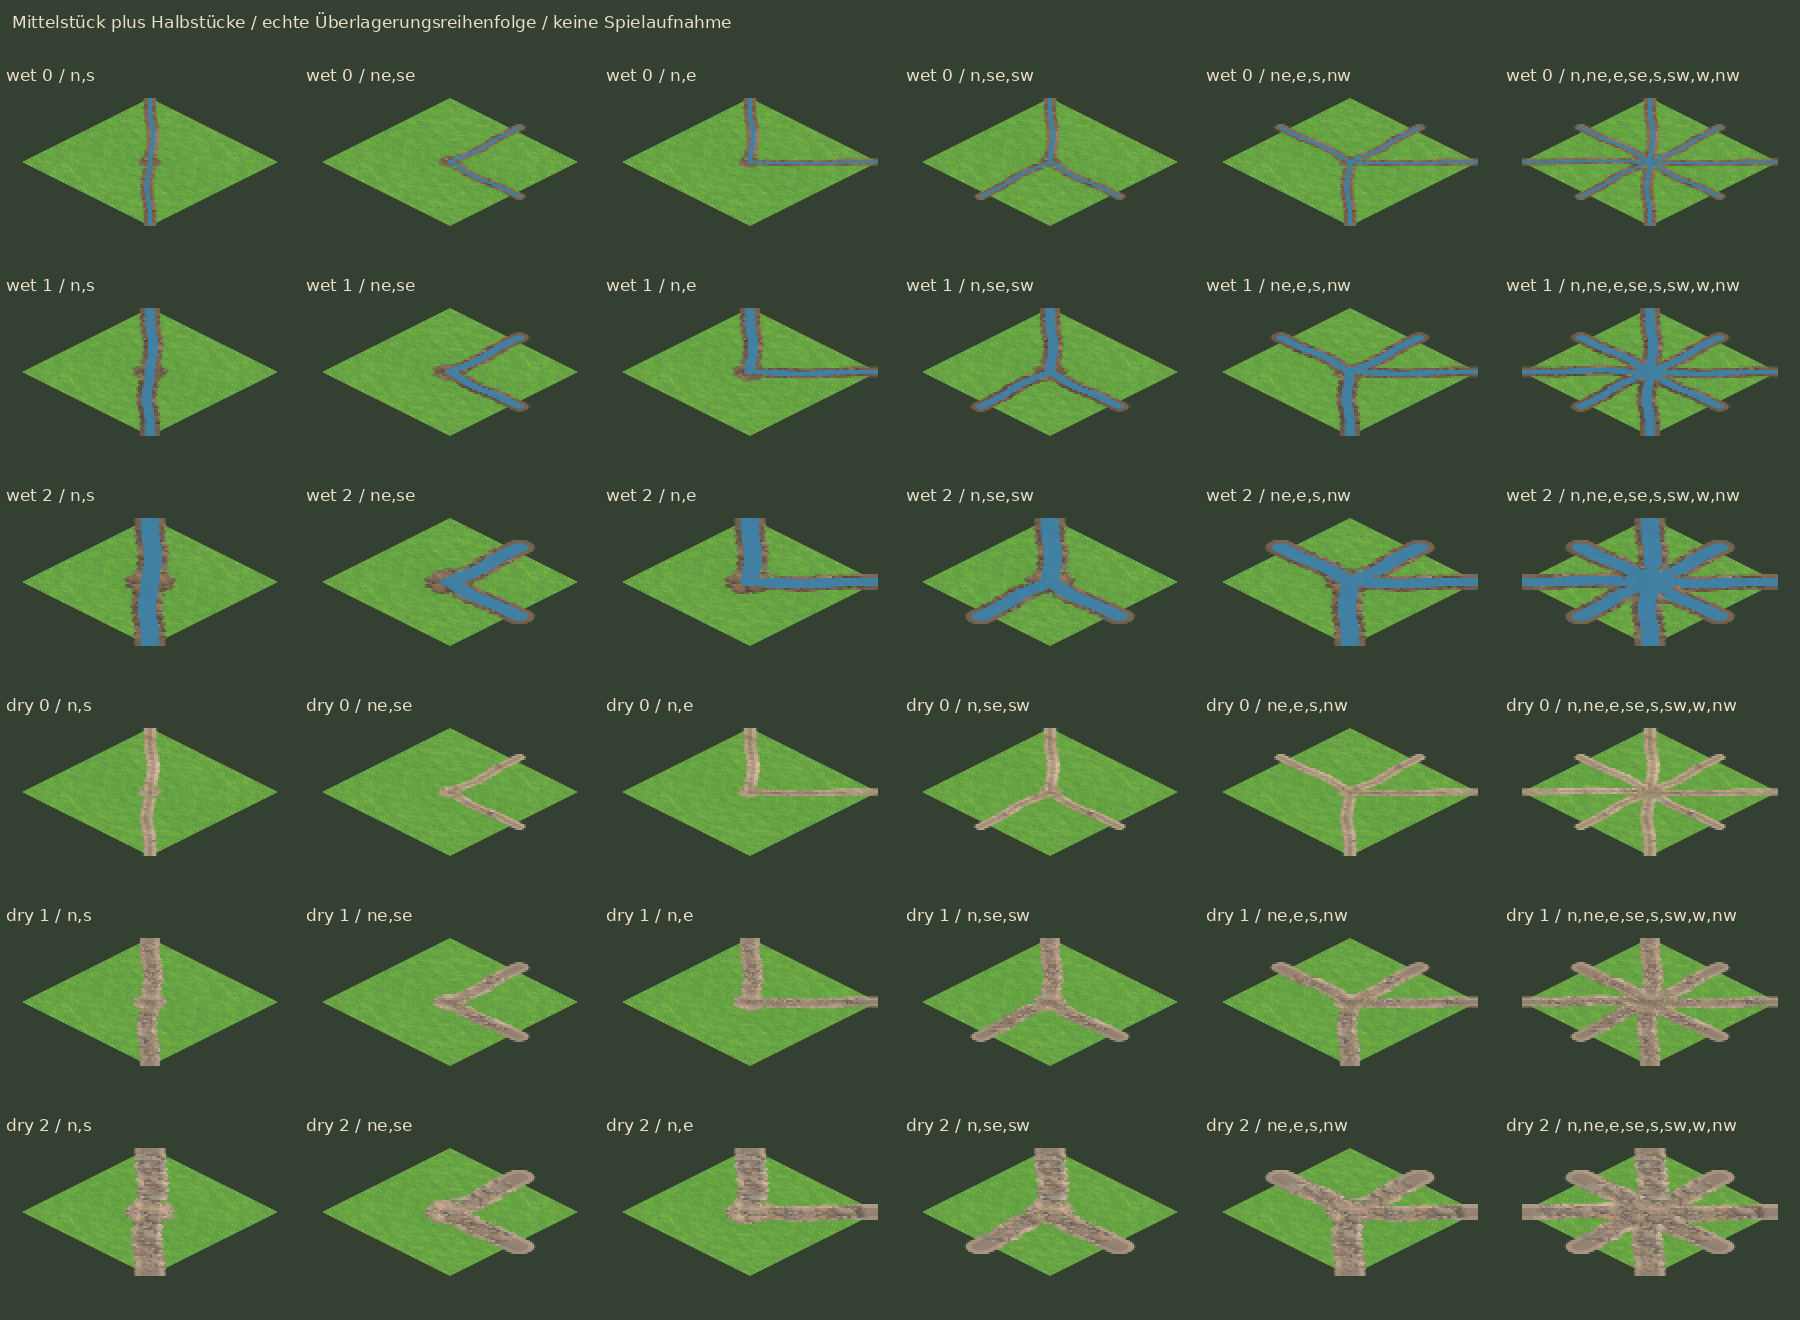 Mittelstück plus Halbstücke / echte Überlagerungsreihenfolge / keine Spielaufnahme
wet 0 / n,s
wet 0 / ne,se
wet 0 / n,e
wet 0 / n,se,sw
wet 0 / ne,e,s,nw
wet 0 / n,ne,e,se,s,sw,w,nw
wet 1 / n,s
wet 1 / ne,se
wet 1 / n,e
wet 1 / n,se,sw
wet 1 / ne,e,s,nw
wet 1 / n,ne,e,se,s,sw,w,nw
wet 2 / n,s
wet 2 / ne,se
wet 2 / n,e
wet 2 / n,se,sw
wet 2 / ne,e,s,nw
wet 2 / n,ne,e,se,s,sw,w,nw
dry 0 / n,s
dry 0 / ne,se
dry 0 / n,e
dry 0 / n,se,sw
dry 0 / ne,e,s,nw
dry 0 / n,ne,e,se,s,sw,w,nw
dry 1 / n,s
dry 1 / ne,se
dry 1 / n,e
dry 1 / n,se,sw
dry 1 / ne,e,s,nw
dry 1 / n,ne,e,se,s,sw,w,nw
dry 2 / n,s
dry 2 / ne,se
dry 2 / n,e
dry 2 / n,se,sw
dry 2 / ne,e,s,nw
dry 2 / n,ne,e,se,s,sw,w,nw